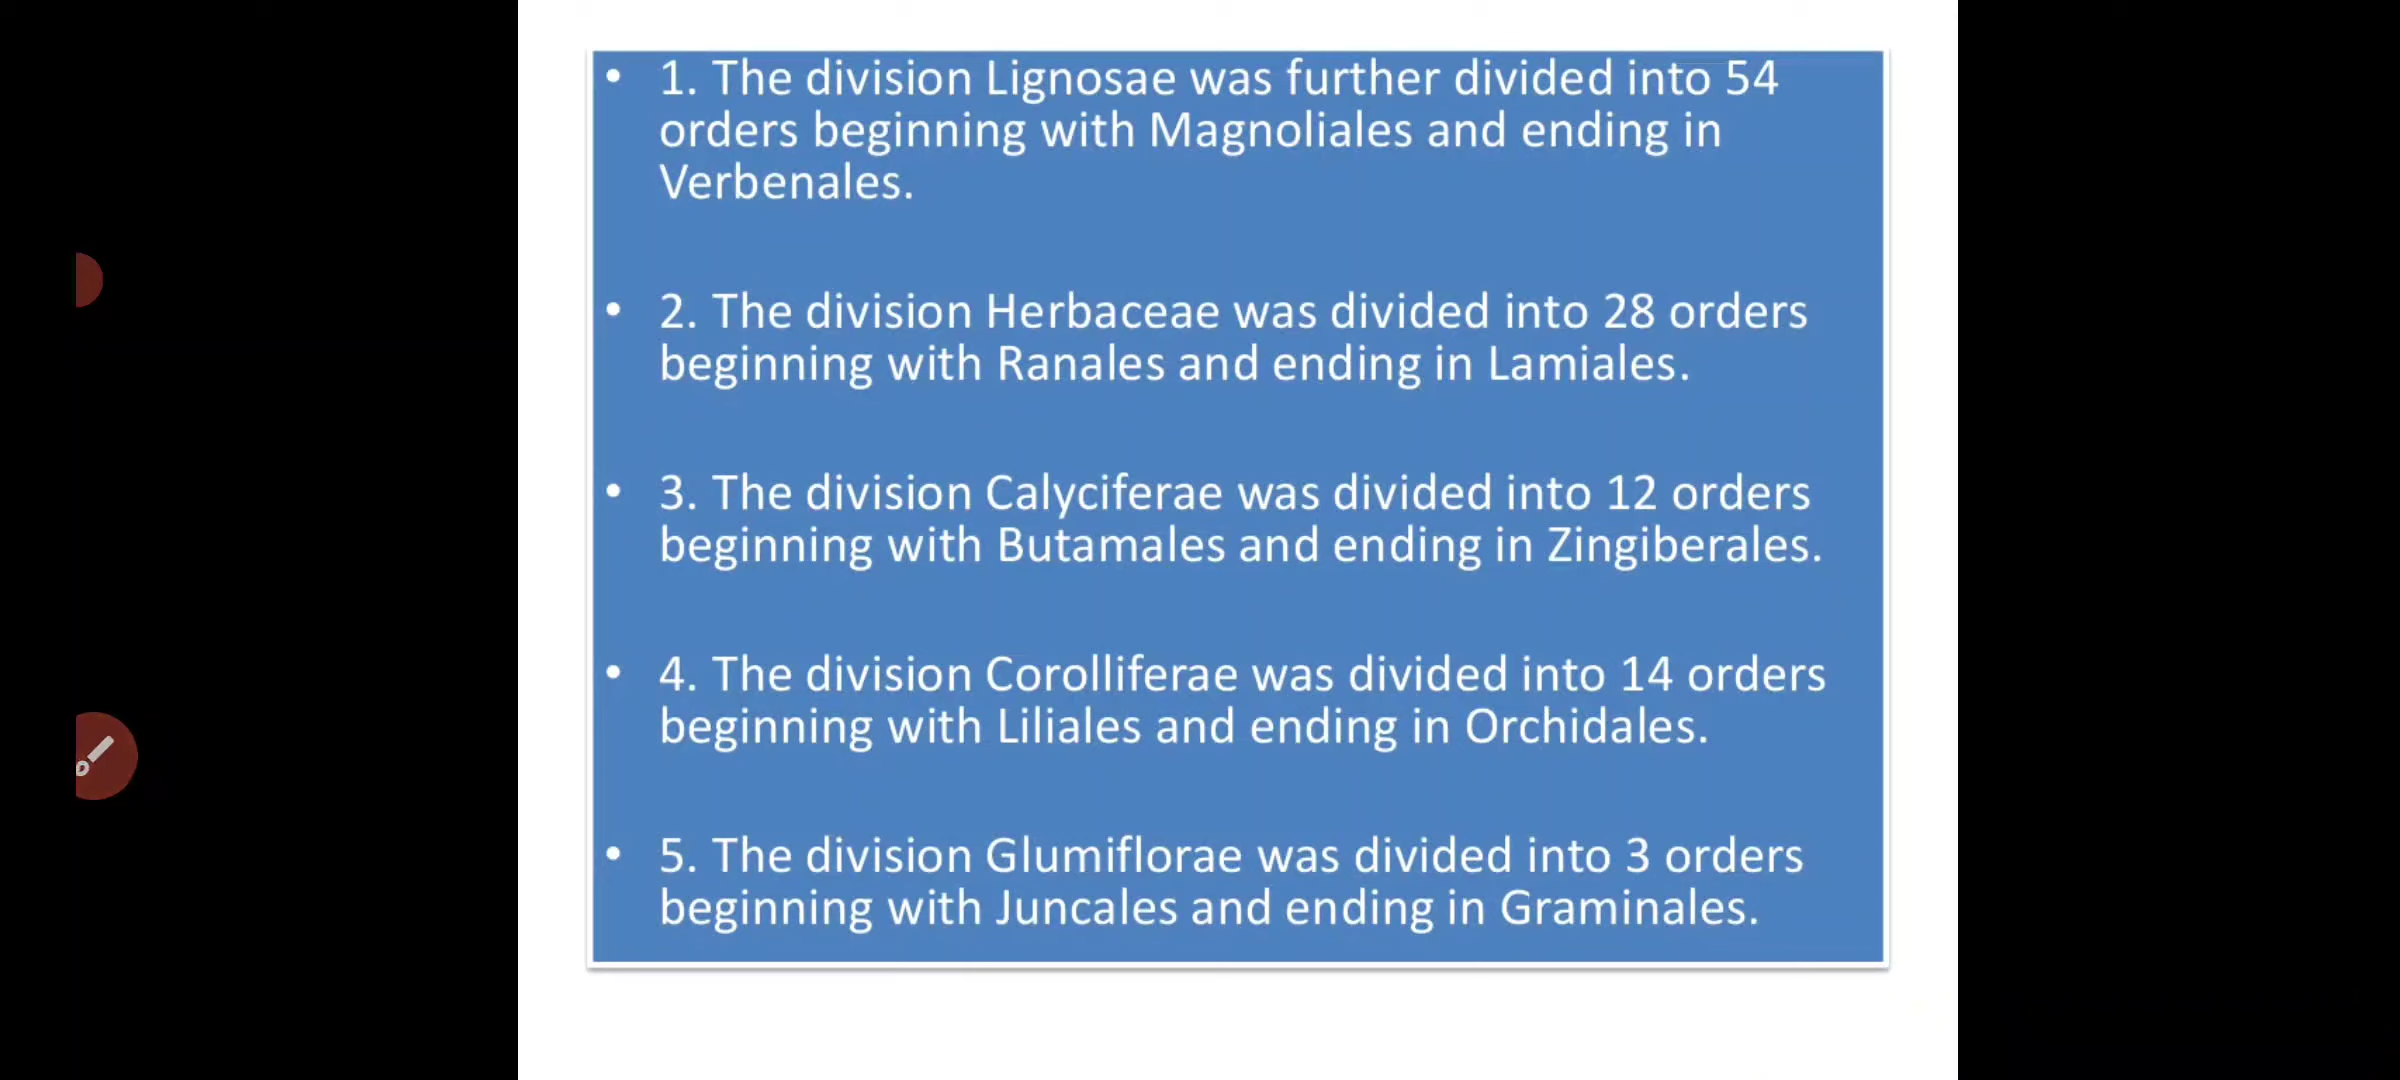 • 1. The division Lignosae was further divided into 54
orders beginning with Magnoliales and ending in
Verbenales.
• 2. The division Herbaceae was divided into 28 orders
beginning with Ranales and ending in Lamiales.
• 3. The division Calyciferae was divided into 12 orders
beginning with Butamales and ending in Zingiberales.
• 4. The division Corolliferae was divided into 14 orders
beginning with Liliales and ending in Orchidales.
• 5. The division Glumiflorae was divided into 3 orders
beginning with Juncales and ending in Graminales.